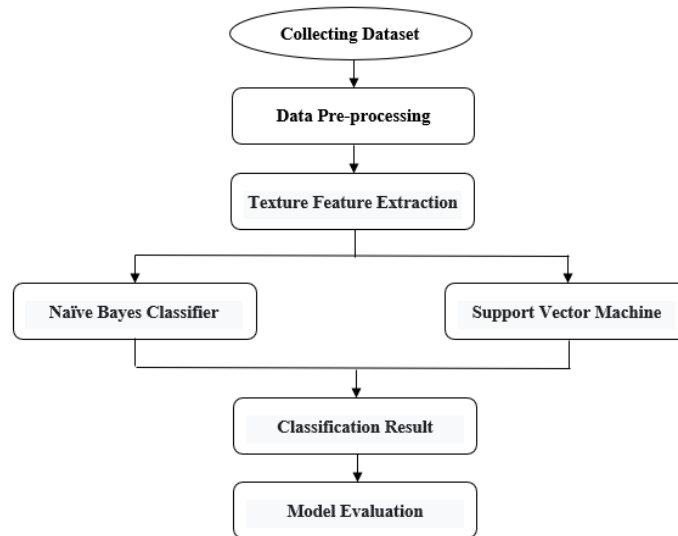 Collecting Dataset
Data Pre-processing
Texture Feature Extraction
Naïve Bayes Classifier
Support Vector Machine
Classification Result
Model Evaluation